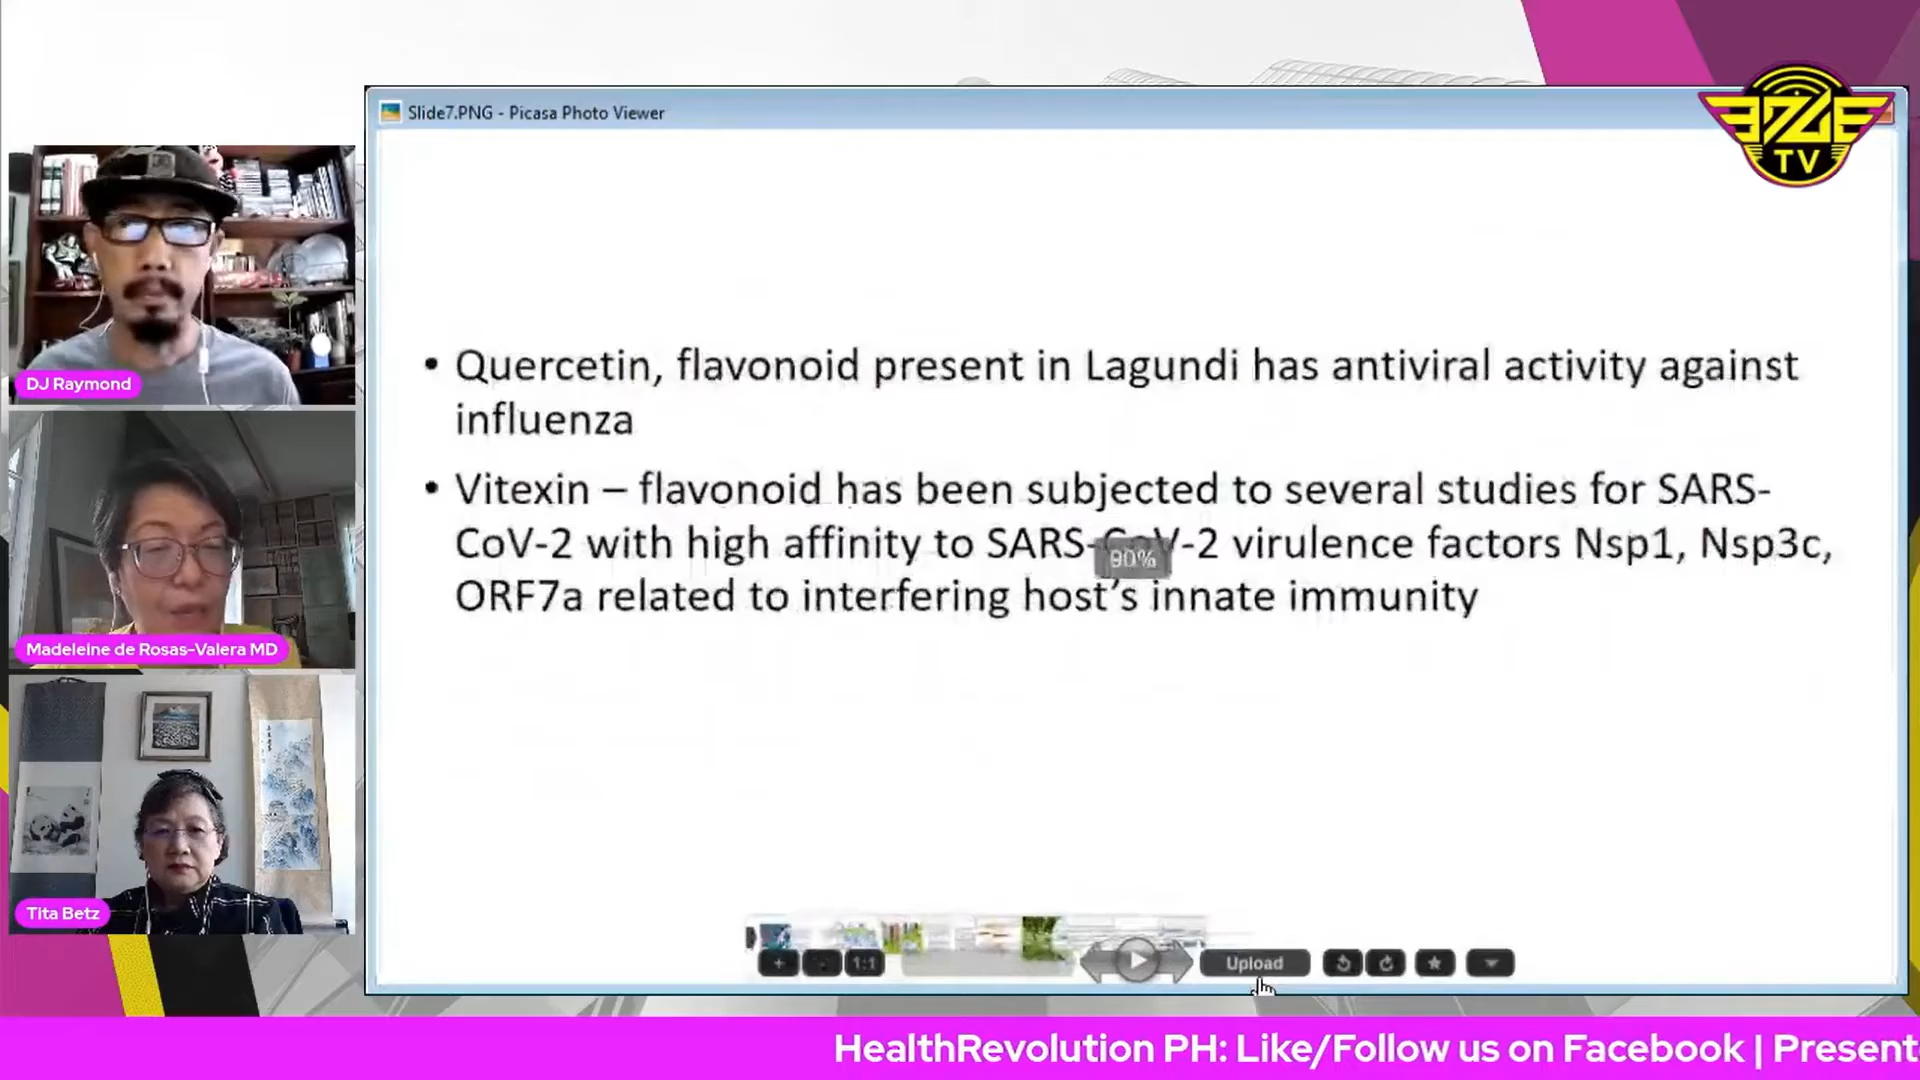 Slide7.PNG - Picasa Photo Viewer
TV
DJ Raymond
• Quercetin, flavonoid present in Lagundi has antiviral activity against
influenza
• Vitexin – flavonoid has been subjected to several studies for SARS-
CoV-2 with high affinity to SARS-CoV-2 virulence factors Nsp1, Nsp3c,
ORF7a related to interfering host's innate immunity
90%
Madeleine de Rosas-Valera MD
Tita Betz
1:1
Upload
HealthRevolution PH: Like/Follow us on Facebook | Present